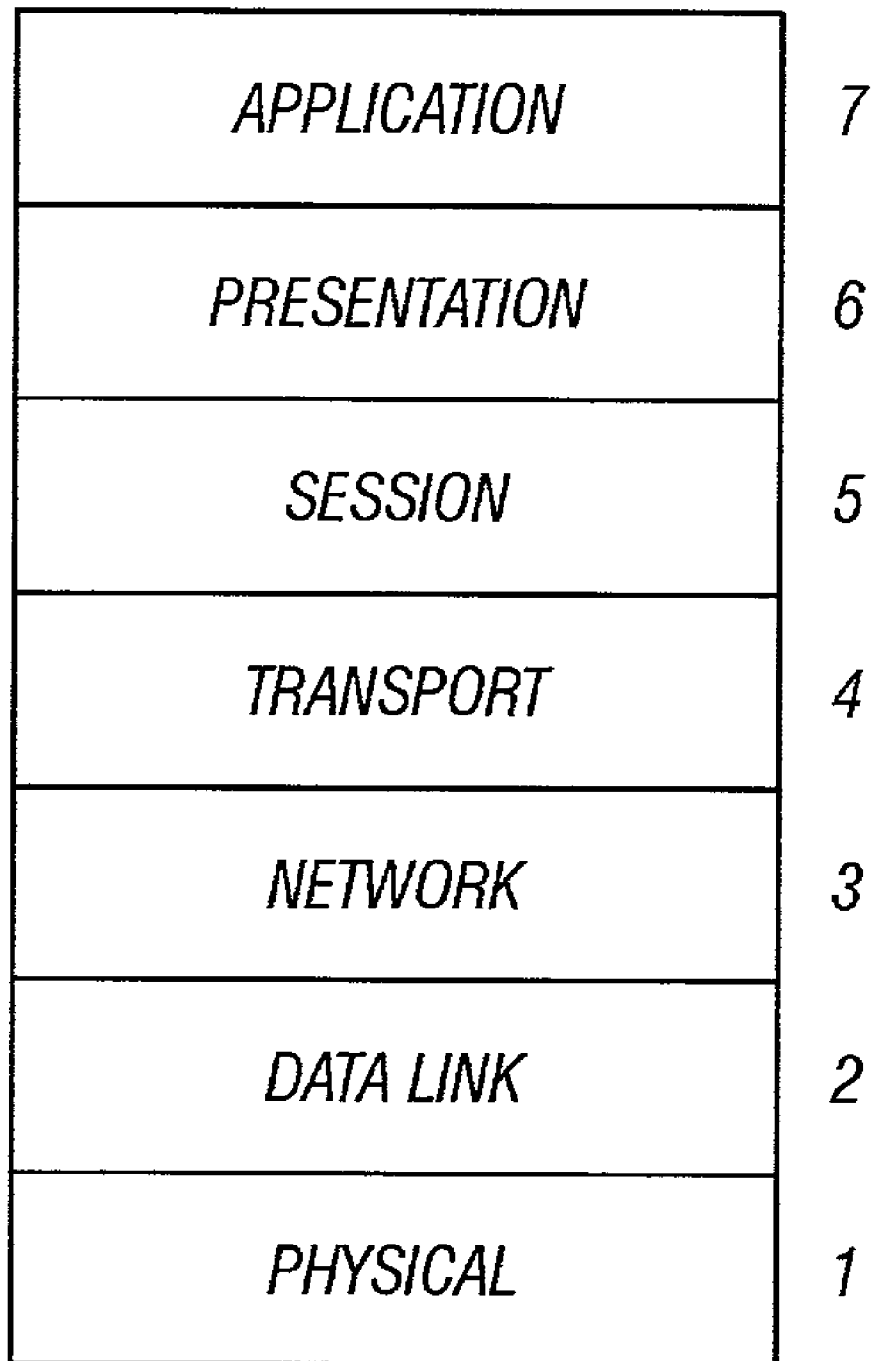 APPLICATION 7
PRESENTATION 6
SESSION 5
TRANSPORT 4
NETWORK 3
DATA LINK 2
PHYSICAL 1